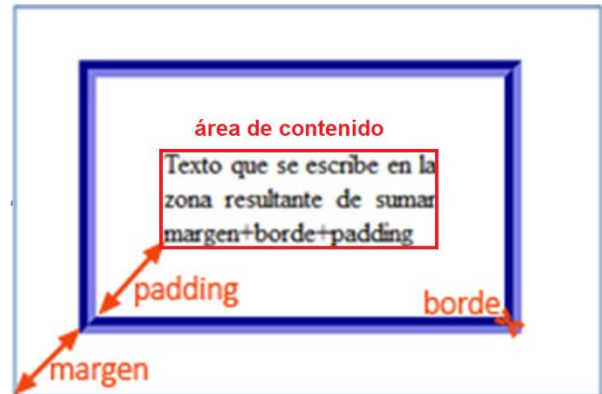 área de contenido
Texto que se escribe en la
zona resultante de sumar
margen+borde+padding
padding
borde
margen